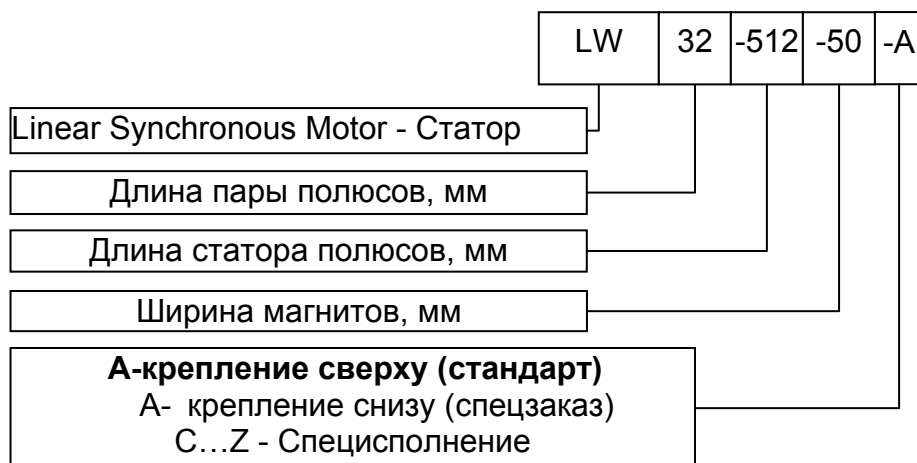 LW 32 -512 -50 -A
Linear Synchronous Motor - Статор
Длина пары полюсов, мм
Длина статора полюсов, мм
Ширина магнитов, мм
А-крепление сверху (стандарт)
А- крепление снизу (спецзаказ)
C…Z - Специсполнение